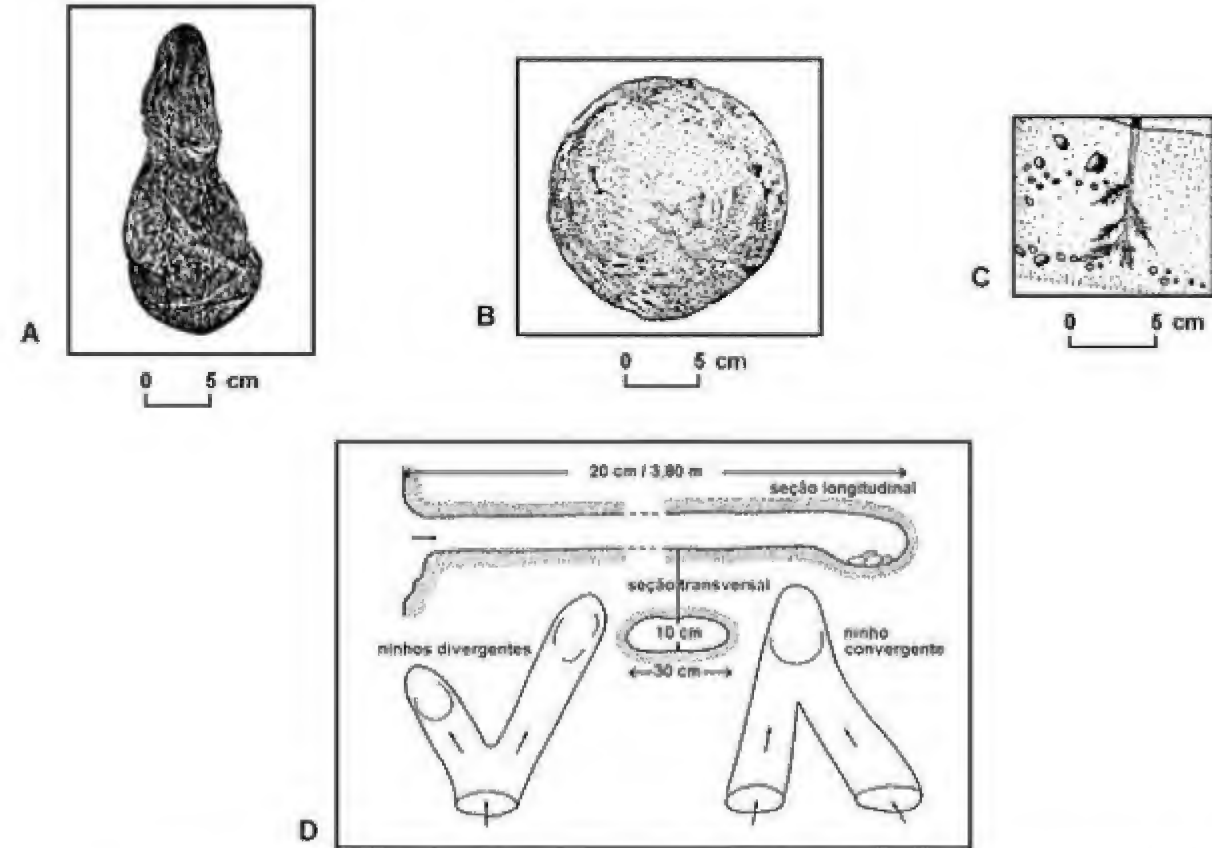 A
0 5 cm
B
0 5 cm
C
0 5 cm
20 cm / 3,80 m
seção longitudinal
seção transversal
10 cm
30 cm
ninhos divergentes
ninho
convergente
D